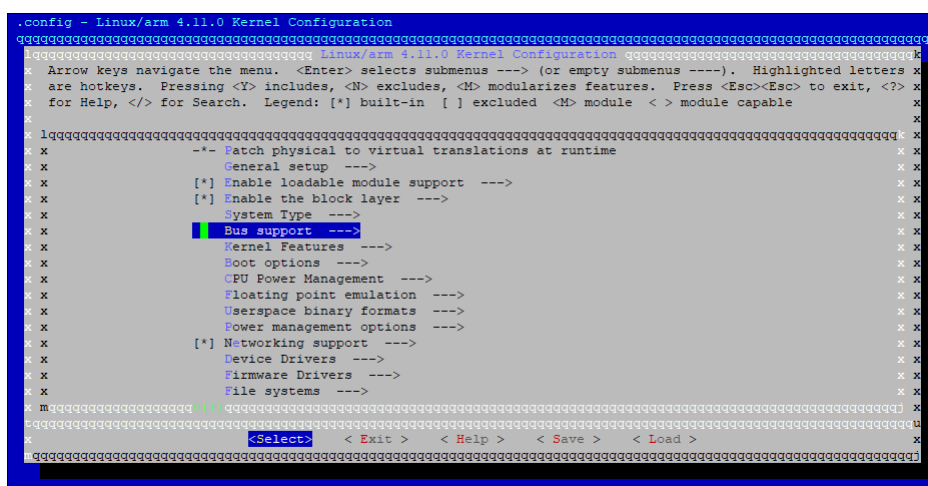 .config - Linux/arm 4.11.0 Kernel Configuration
Linux/arm 4.11.0 Kernel Configuration
Arrow keys navigate the menu. <Enter> selects submenus ---> (or empty submenus ----). Highlighted letters
are hotkeys. Pressing <Y> includes, <N> excludes, <M> modularizes features. Press <Esc><Esc> to exit, <?>
for Help, </> for Search. Legend: [*] built-in [ ] excluded <M> module < > module capable
-*- Patch physical to virtual translations at runtime
General setup --->
[*] Enable loadable module support --->
[*] Enable the block layer --->
System Type --->
Bus support --->
Kernel Features --->
Boot options --->
CPU Power Management --->
Floating point emulation --->
Userspace binary formats --->
Power management options --->
[*] Networking support --->
Device Drivers --->
Firmware Drivers --->
File systems --->
<Select> < Exit > < Help > < Save > < Load >